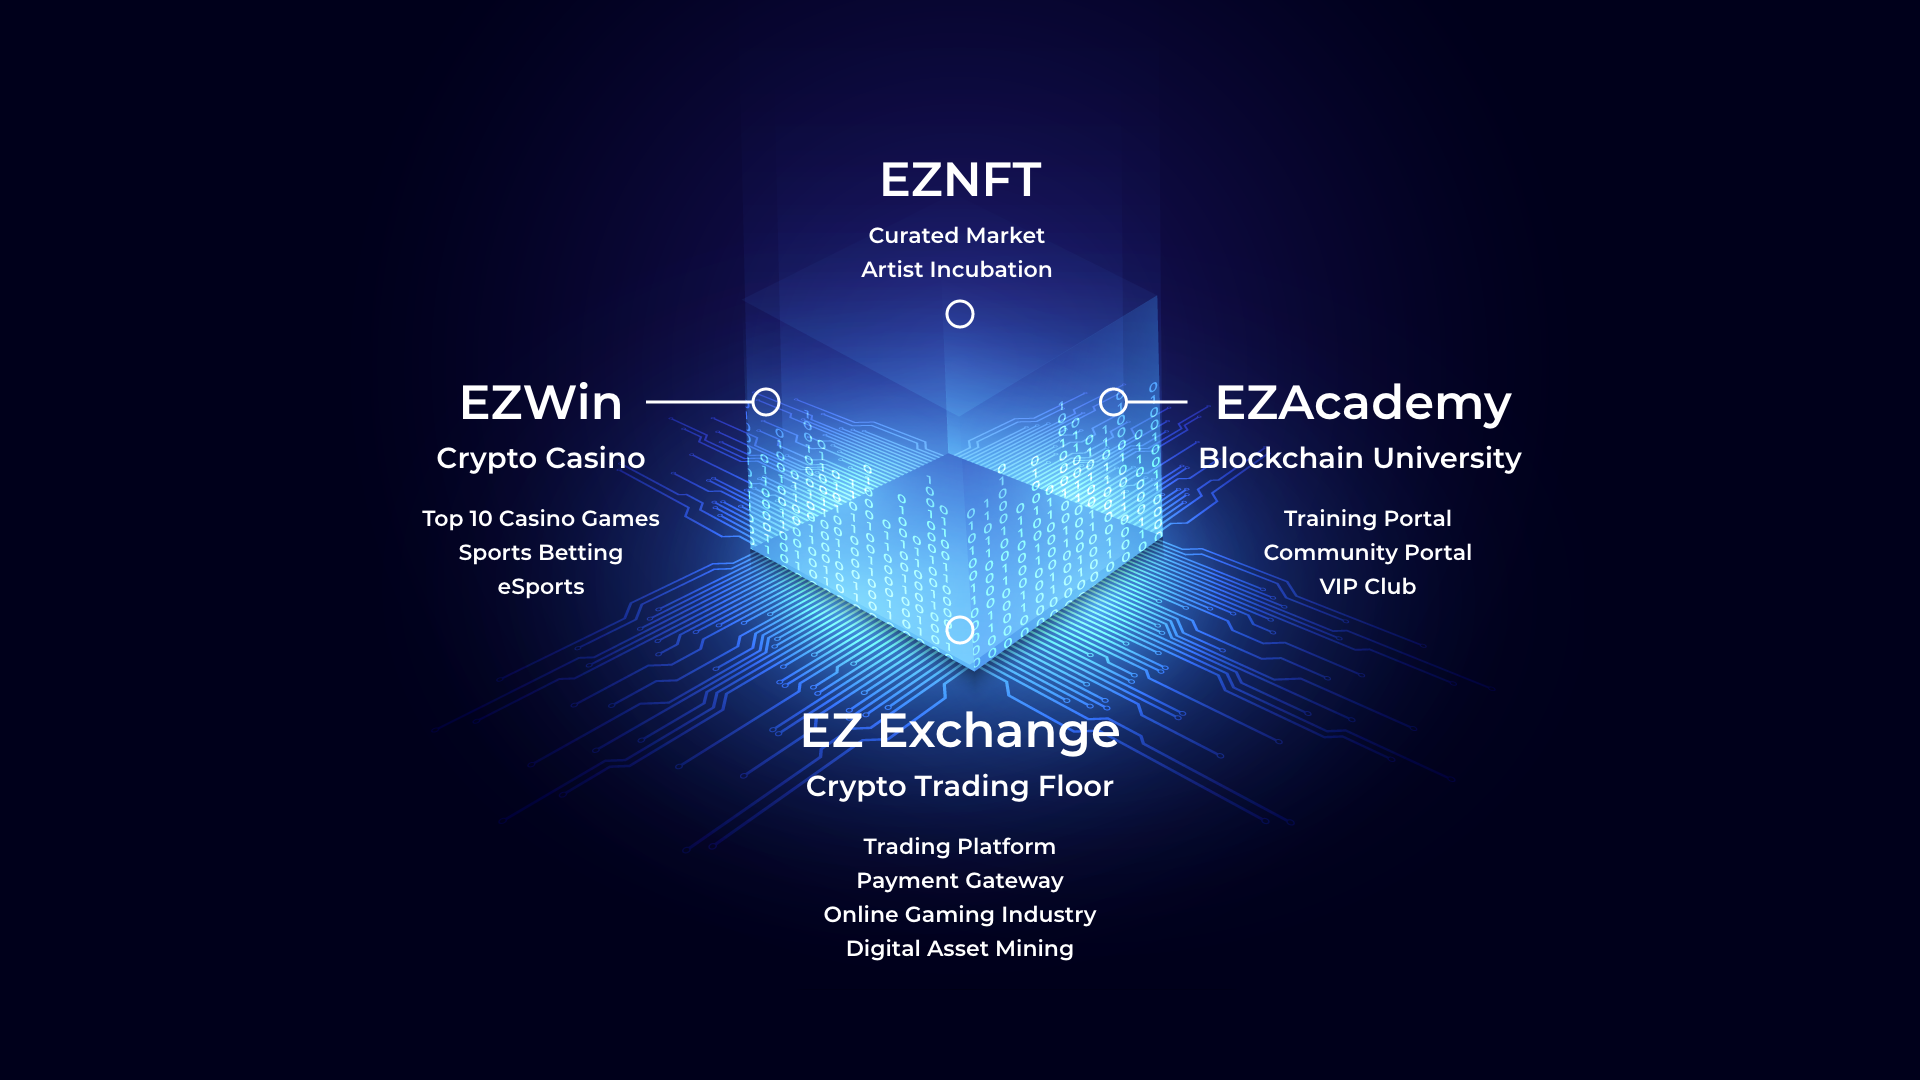 EZNFT
Curated Market
Artist Incubation
EZWin
Crypto Casino
Top 10 Casino Games
Sports Betting
eSports
EZAcademy
Blockchain University
Training Portal
Community Portal
VIP Club
EZ Exchange
Crypto Trading Floor
Trading Platform
Payment Gateway
Online Gaming Industry
Digital Asset Mining